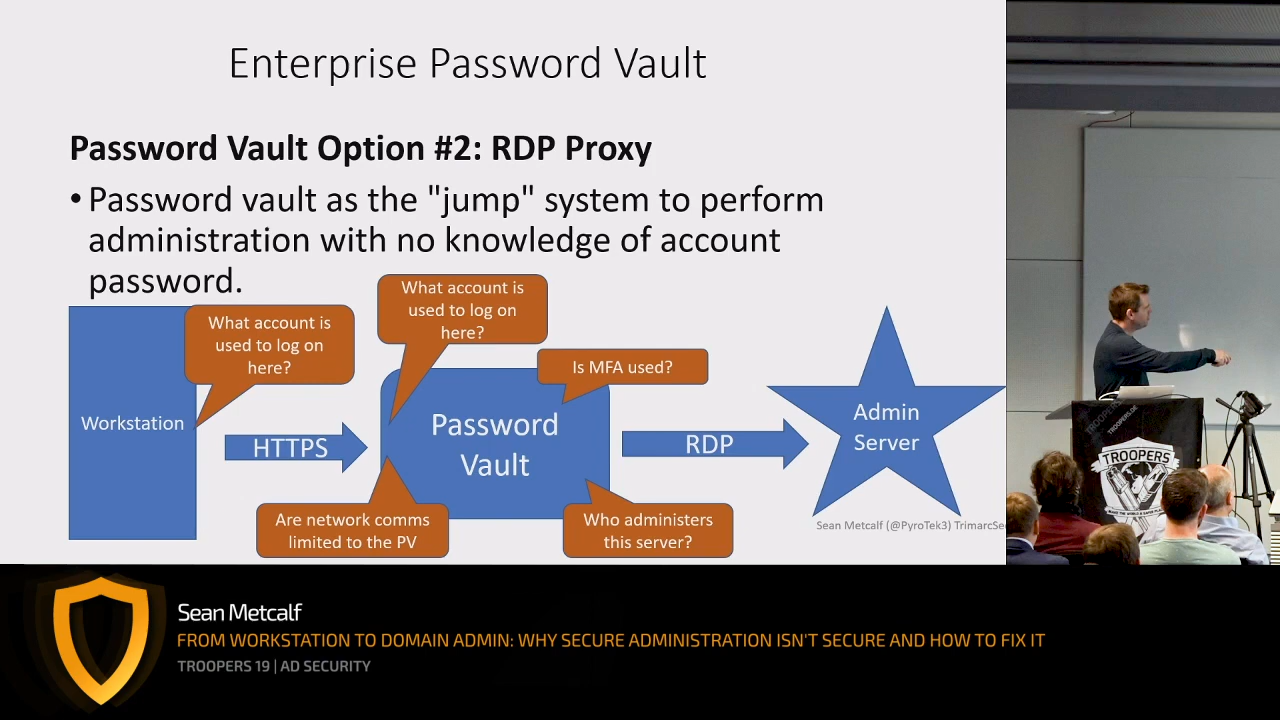 Enterprise Password Vault
Password Vault Option #2: RDP Proxy
• Password vault as the "jump" system to perform
administration with no knowledge of account
password.
What account is
used to log on
here?
What account is
used to log on
here?
Is MFA used?
Workstation
HTTPS
Password
Vault
RDP
Admin
Server
Are network comms
limited to the PV
Who administers
this server?
Sean Metcalf (@PyroTek3) TrimarcSe
TROOPERS
TROOPERS.DE
Sean Metcalf
FROM WORKSTATION TO DOMAIN ADMIN: WHY SECURE ADMINISTRATION ISN'T SECURE AND HOW TO FIX IT
TROOPERS 19 | AD SECURITY